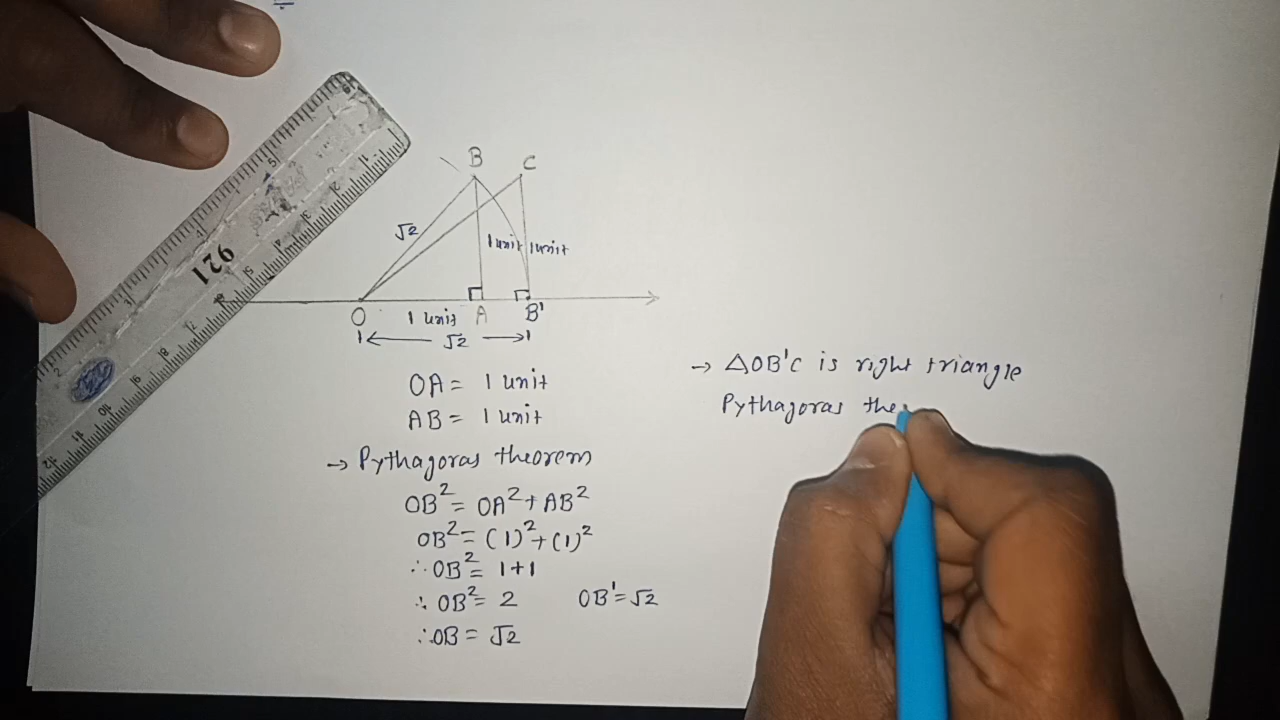 B C
√2
1 unit 1 unit
O 1 unit A B'
√2
OA = 1 unit
AB = 1 unit
→ Pythagoras theorem
OB² = OA² + AB²
OB² = (1)² + (1)²
∴ OB² = 1+1
∴ OB² = 2 OB' = √2
∴ OB = √2
→ △OB'C is right triangle
Pythagoras the
921